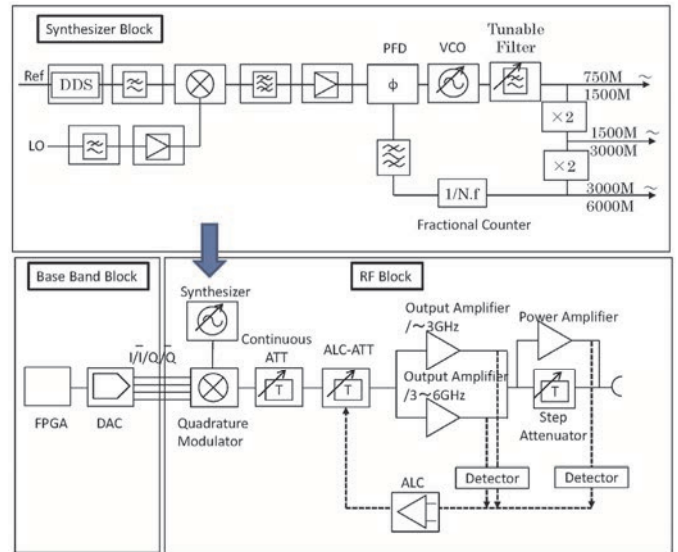 Synthesizer Block
Ref
DDS
LO
PFD
ϕ
VCO
Tunable
Filter
750M ~
1500M
×2
1500M ~
3000M
×2
3000M ~
6000M
1/N.f
Fractional Counter
Base Band Block
FPGA
DAC
I/I̅/Q/Q̅
RF Block
Synthesizer
Quadrature
Modulator
Continuous
ATT
T
ALC-ATT
T
Output Amplifier
/～3GHz
Output Amplifier
/3～6GHz
Power Amplifier
T
Step
Attenuator
Detector
Detector
ALC